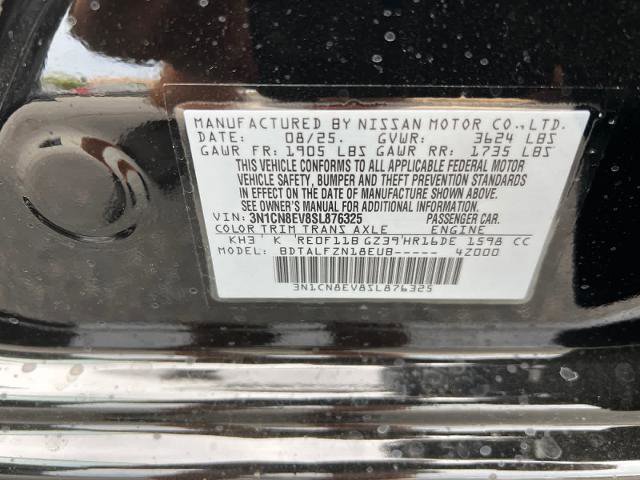 MANUFACTURED BY NISSAN MOTOR CO.,LTD.
DATE: 08/25. GVWR: 3624 LBS
GAWR FR: 1905 LBS GAWR RR: 1735 LBS
THIS VEHICLE CONFORMS TO ALL APPLICABLE FEDERAL MOTOR
VEHICLE SAFETY, BUMPER AND THEFT PREVENTION STANDARDS
IN EFFECT ON THE DATE OF MANUFACTURE SHOWN ABOVE.
SEE OWNER'S MANUAL FOR ADDITIONAL INFORMATION.
VIN: 3N1CN8EV8SL876325 PASSENGER CAR.
COLOR TRIM TRANS AXLE ENGINE
KH3 K RE0F11B GZ39 HR16DE 1598 CC
MODEL: BDTALFZN18EUB----- 4Z000
3N1CN8EV8SL876325